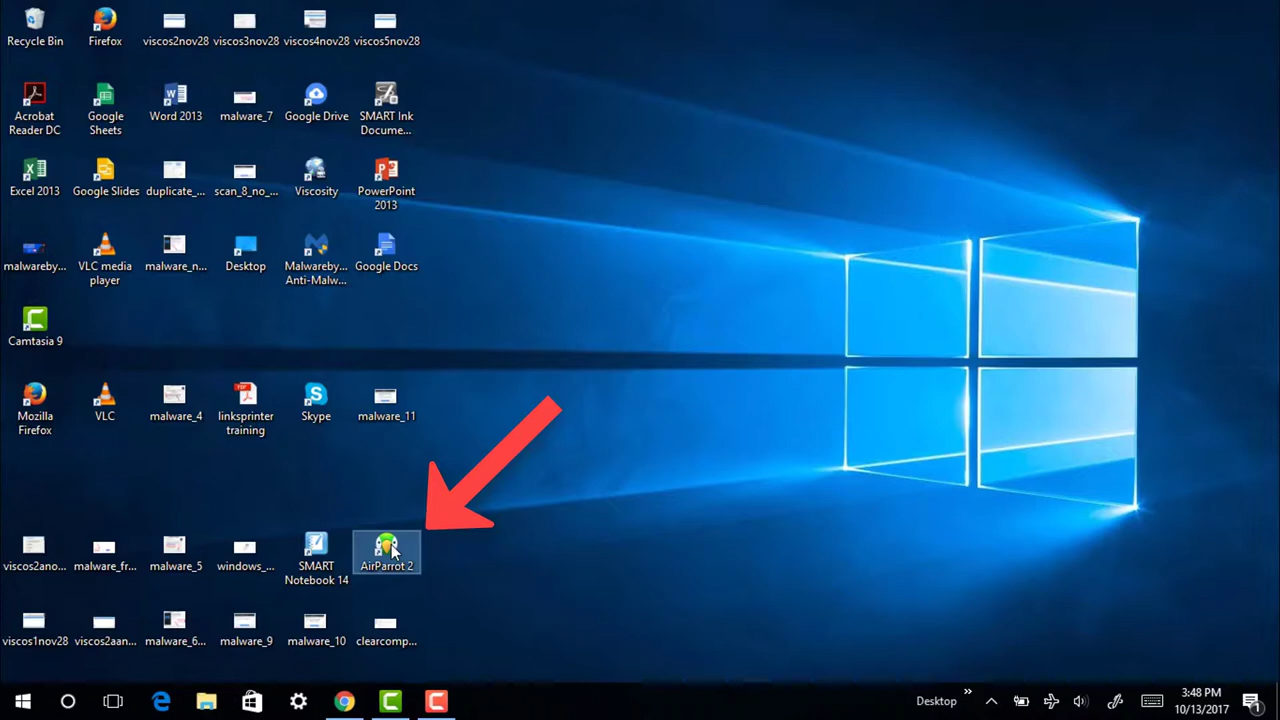 Recycle Bin
Firefox
viscos2nov28
viscos3nov28
viscos4nov28
viscos5nov28
Acrobat
Reader DC
Google
Sheets
Word 2013
malware_7
Google Drive
SMART Ink
Docume...
Excel 2013
Google Slides
duplicate_...
scan_8_no_...
Viscosity
PowerPoint
2013
malwareby...
VLC media
player
malware_n...
Desktop
Malwareby...
Anti-Malw...
Google Docs
Camtasia 9
Mozilla
Firefox
VLC
malware_4
linksprinter
training
Skype
malware_11
viscos2ano...
malware_fr...
malware_5
windows_...
SMART
Notebook 14
AirParrot 2
viscos1nov28
viscos2aan...
malware_6...
malware_9
malware_10
clearcomp...
Desktop
3:48 PM
10/13/2017
1